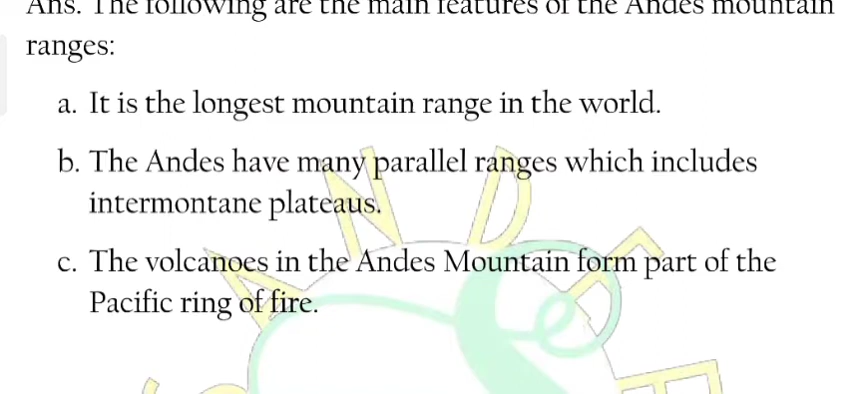 Ans. The following are the main features of the Andes mountain
ranges:
a. It is the longest mountain range in the world.
b. The Andes have many parallel ranges which includes
intermontane plateaus.
c. The volcanoes in the Andes Mountain form part of the
Pacific ring of fire.